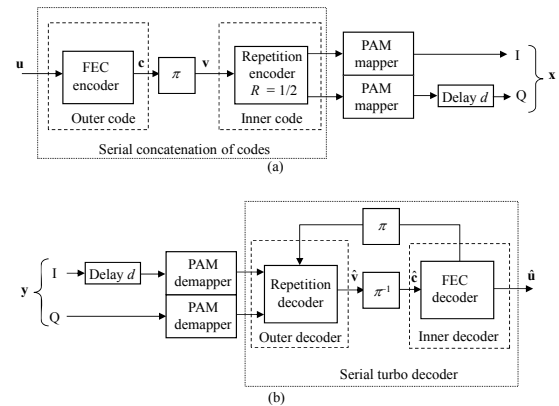 u
FEC encoder
c
π
v
Repetition encoder R = 1/2
PAM mapper
PAM mapper
I
Delay d
Q
x
Outer code
Inner code
Serial concatenation of codes
(a)
y
I
Delay d
Q
PAM demapper
PAM demapper
π
Repetition decoder
v̂
π-1
ĉ
FEC decoder
û
Outer decoder
Inner decoder
Serial turbo decoder
(b)